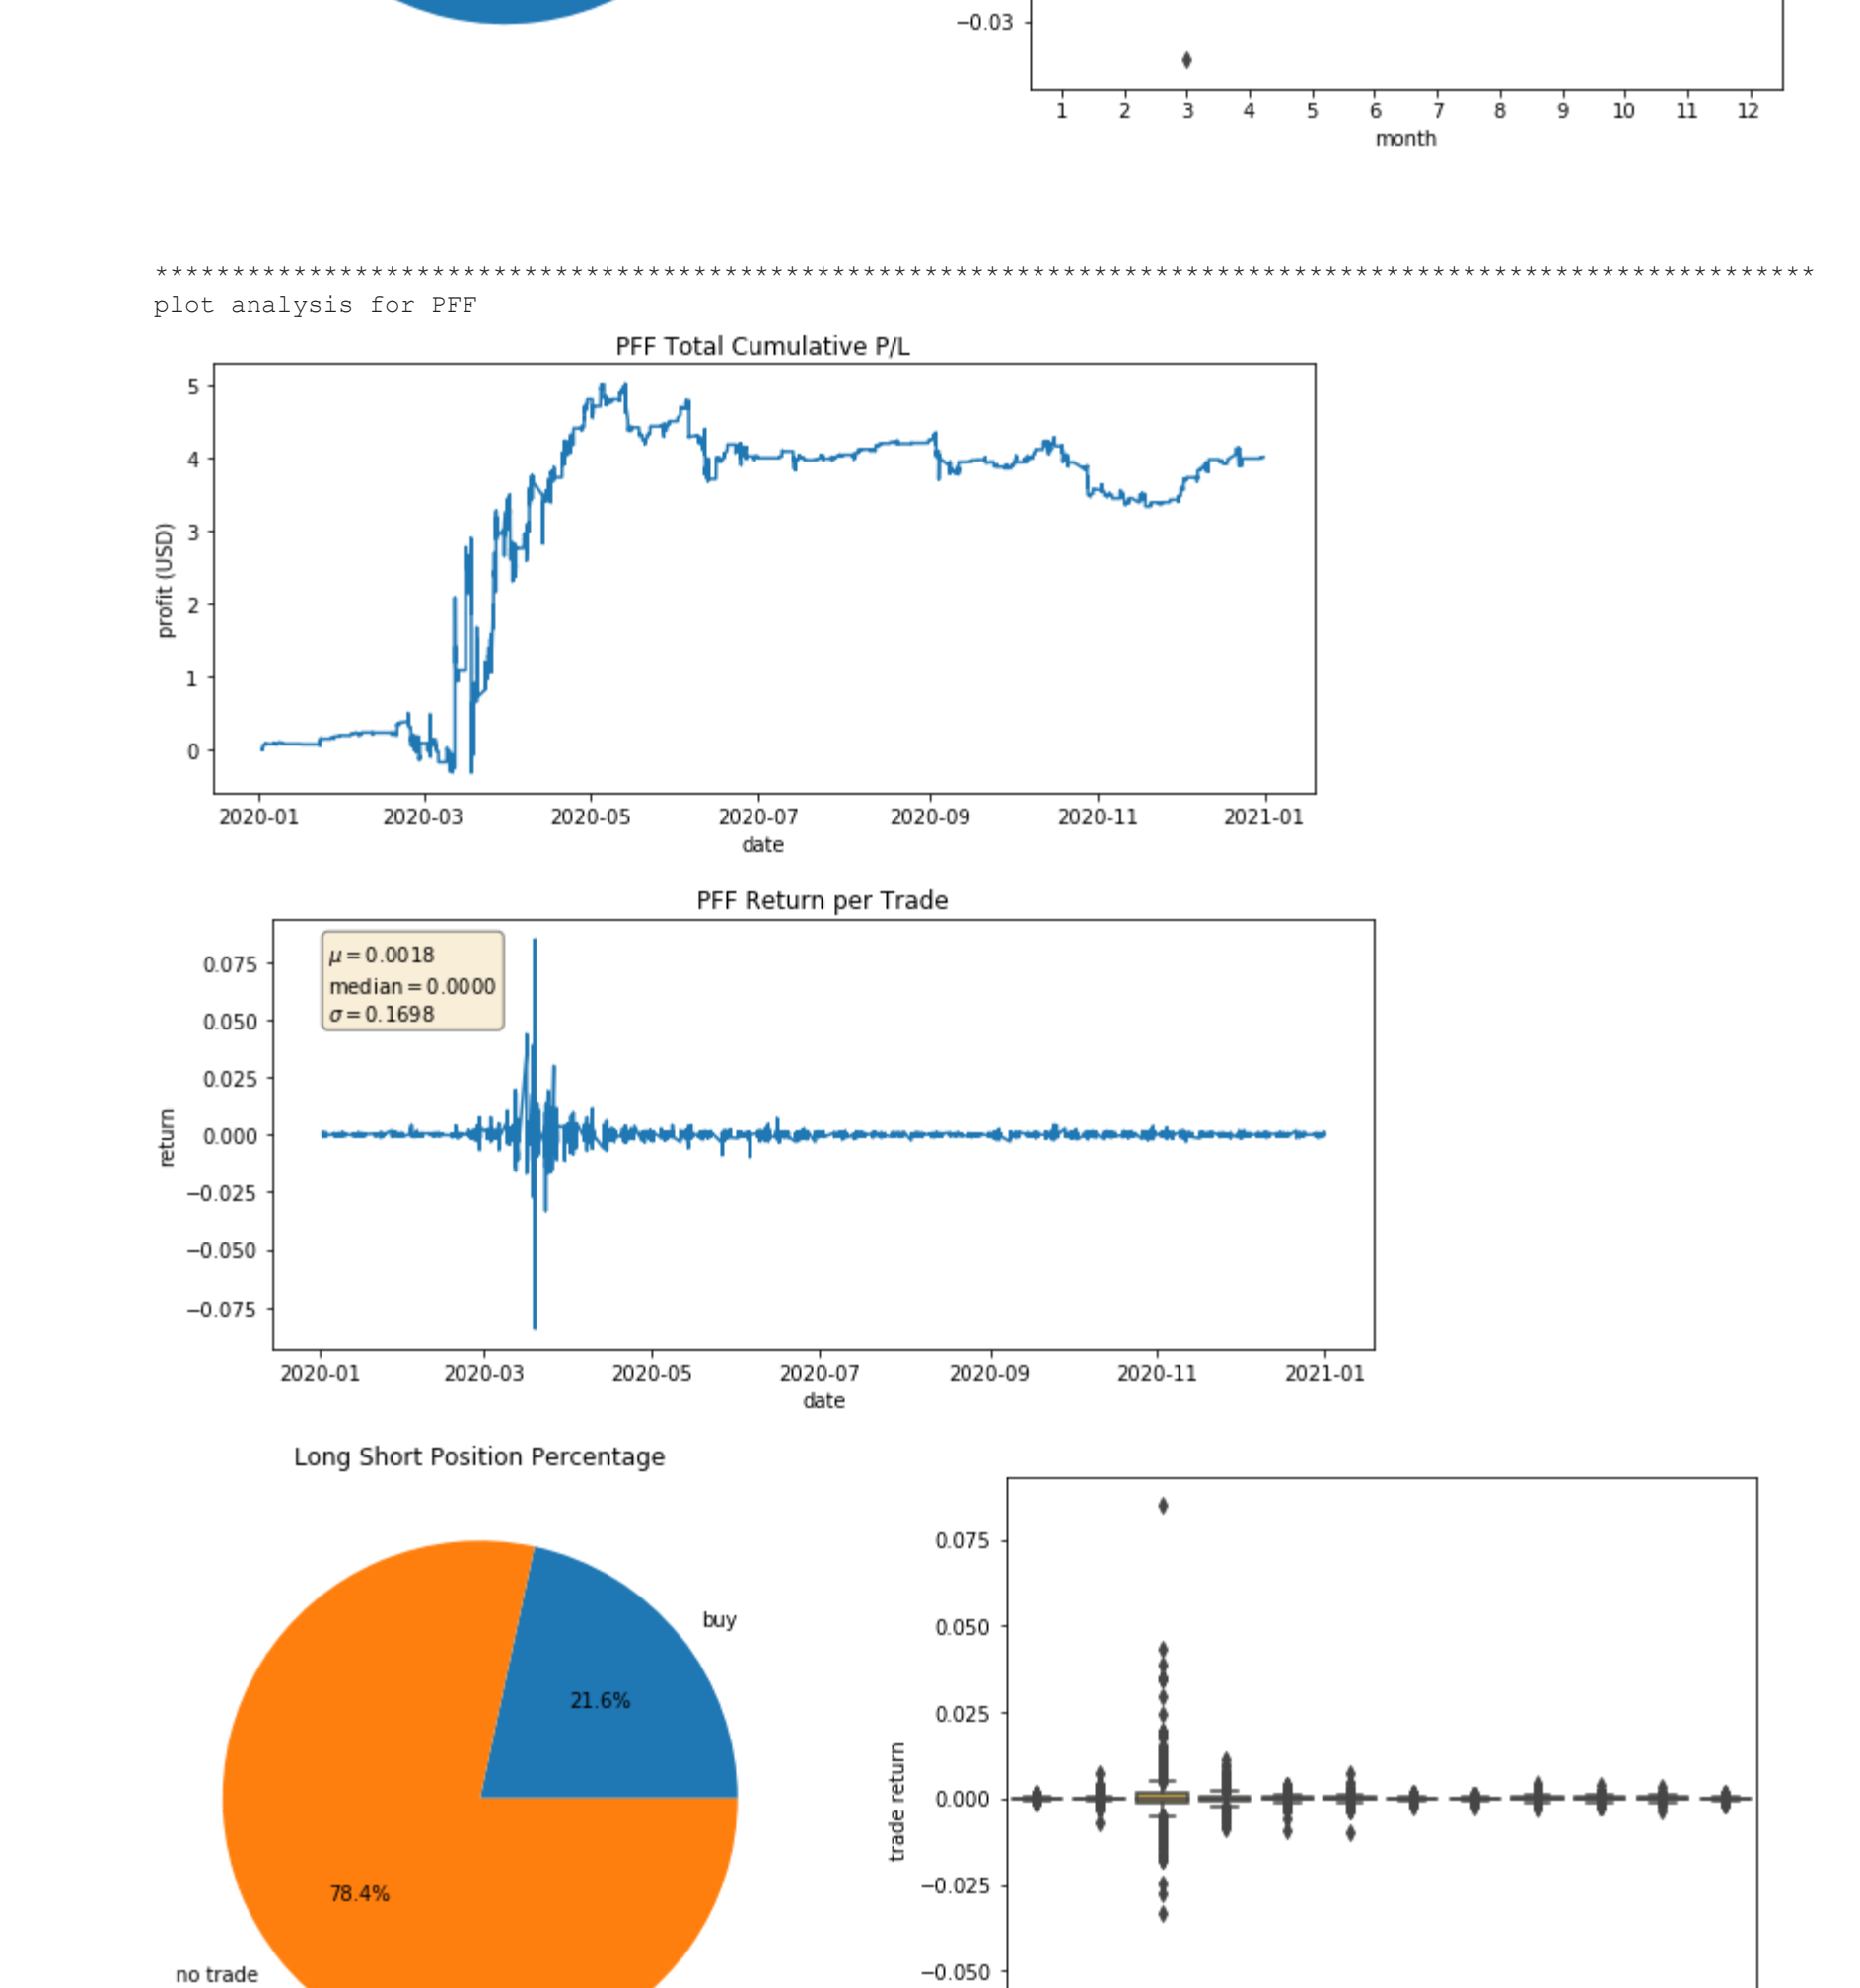 −0.03
1 2 3 4 5 6 7 8 9 10 11 12
month
************************************************************************************************************
plot analysis for PFF
PFF Total Cumulative P/L
5
4
3
2
1
0
profit (USD)
2020-01 2020-03 2020-05 2020-07 2020-09 2020-11 2021-01
date
PFF Return per Trade
μ = 0.0018
median = 0.0000
σ = 0.1698
0.075
0.050
0.025
0.000
−0.025
−0.050
−0.075
return
2020-01 2020-03 2020-05 2020-07 2020-09 2020-11 2021-01
date
Long Short Position Percentage
buy
21.6%
78.4%
no trade
0.075
0.050
0.025
0.000
−0.025
−0.050
trade return